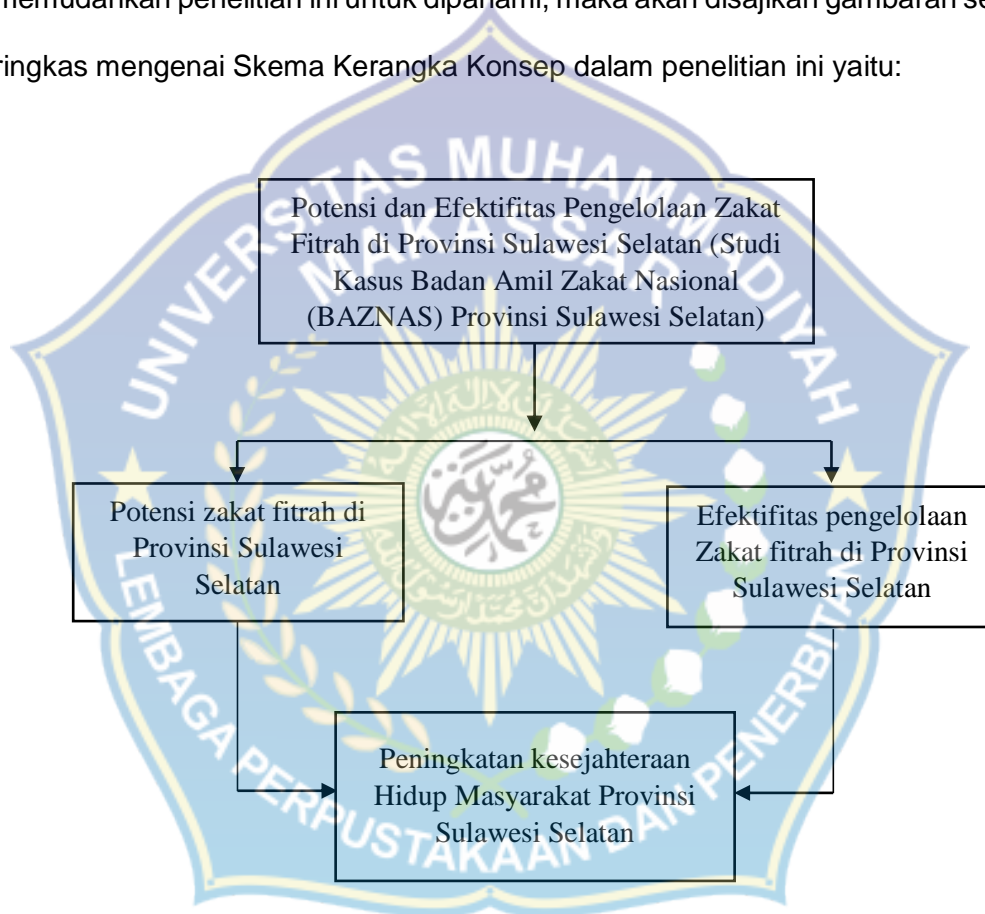 memudahkan penelitian ini untuk dipahami, maka akan disajikan gambaran se
ringkas mengenai Skema Kerangka Konsep dalam penelitian ini yaitu:
UNIVERSITAS MUHAMMADIYAH
MAKASSAR
Potensi dan Efektifitas Pengelolaan Zakat
Fitrah di Provinsi Sulawesi Selatan (Studi
Kasus Badan Amil Zakat Nasional
(BAZNAS) Provinsi Sulawesi Selatan)
Potensi zakat fitrah di
Provinsi Sulawesi
Selatan
Efektifitas pengelolaan
Zakat fitrah di Provinsi
Sulawesi Selatan
Peningkatan kesejahteraan
Hidup Masyarakat Provinsi
Sulawesi Selatan
LEMBAGA PERPUSTAKAAN DAN PENERBITAN